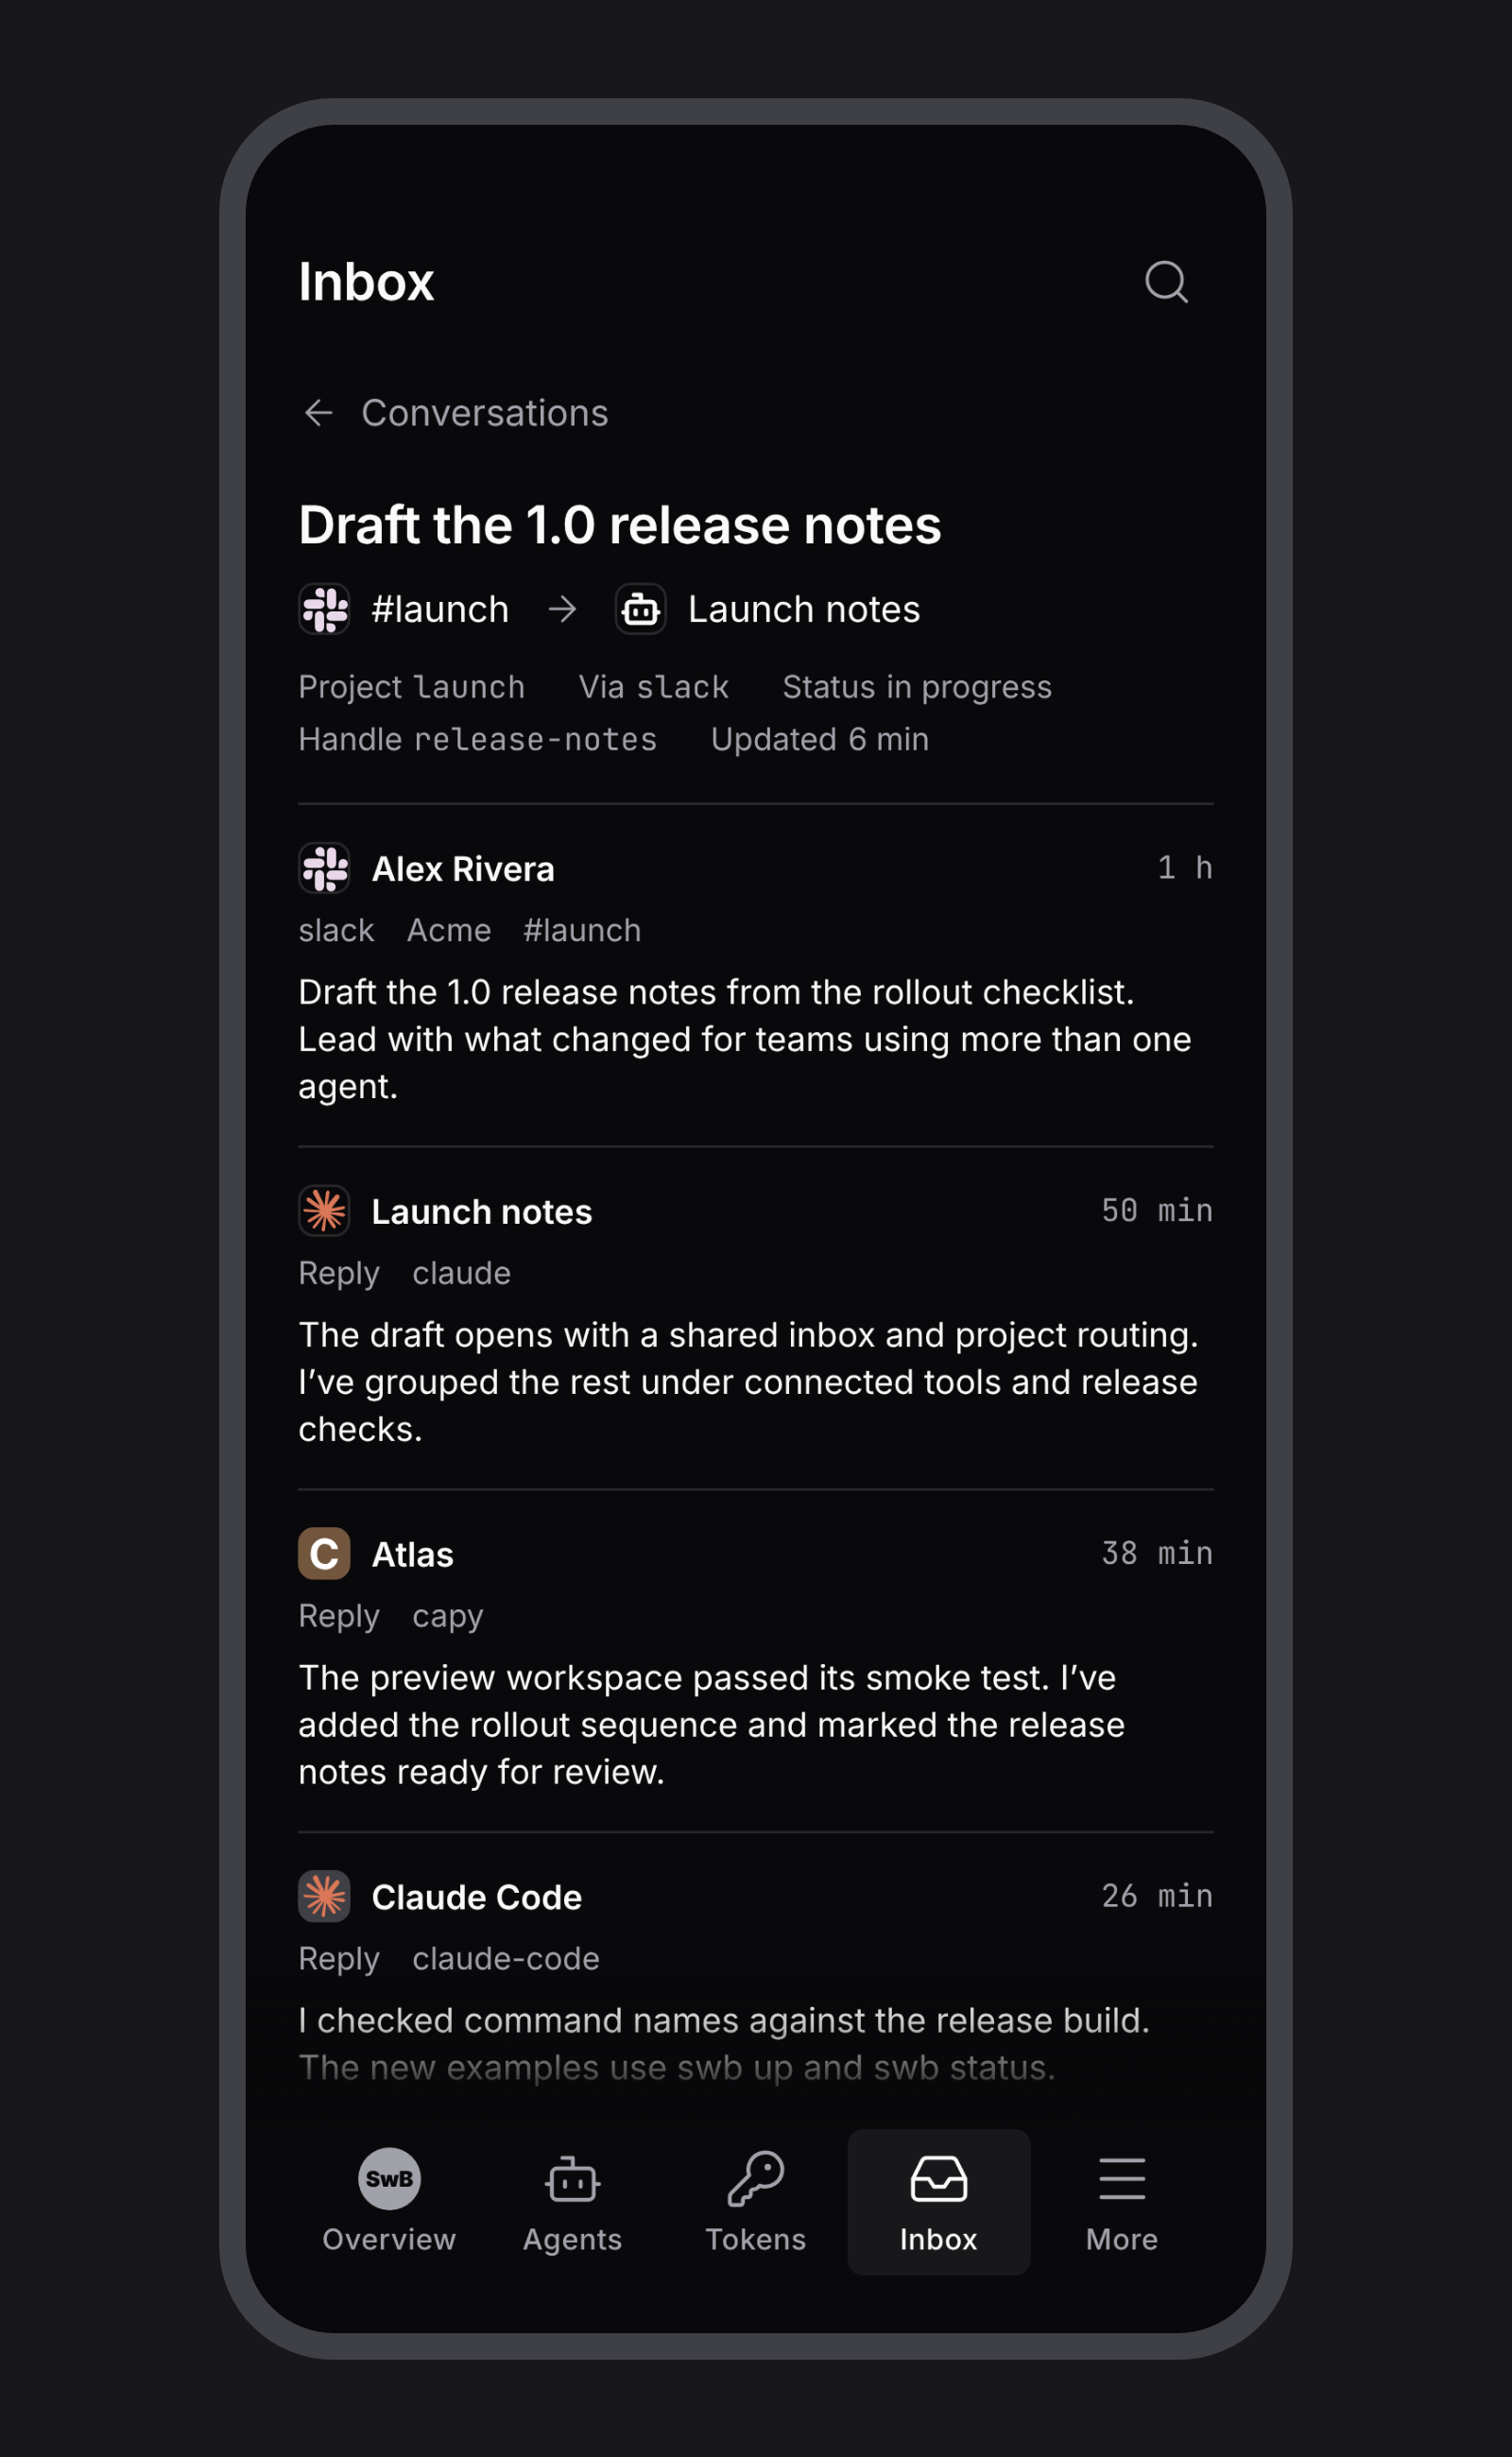 Inbox
Conversations
Draft the 1.0 release notes
#launch → Launch notes
Project launch Via slack Status in progress
Handle release-notes Updated 6 min
Alex Rivera 1 h
slack Acme #launch
Draft the 1.0 release notes from the rollout checklist.
Lead with what changed for teams using more than one
agent.
Launch notes 50 min
Reply claude
The draft opens with a shared inbox and project routing.
I’ve grouped the rest under connected tools and release
checks.
C Atlas 38 min
Reply capy
The preview workspace passed its smoke test. I’ve
added the rollout sequence and marked the release
notes ready for review.
Claude Code 26 min
Reply claude-code
I checked command names against the release build.
The new examples use swb up and swb status.
SwB
Overview Agents Tokens Inbox More